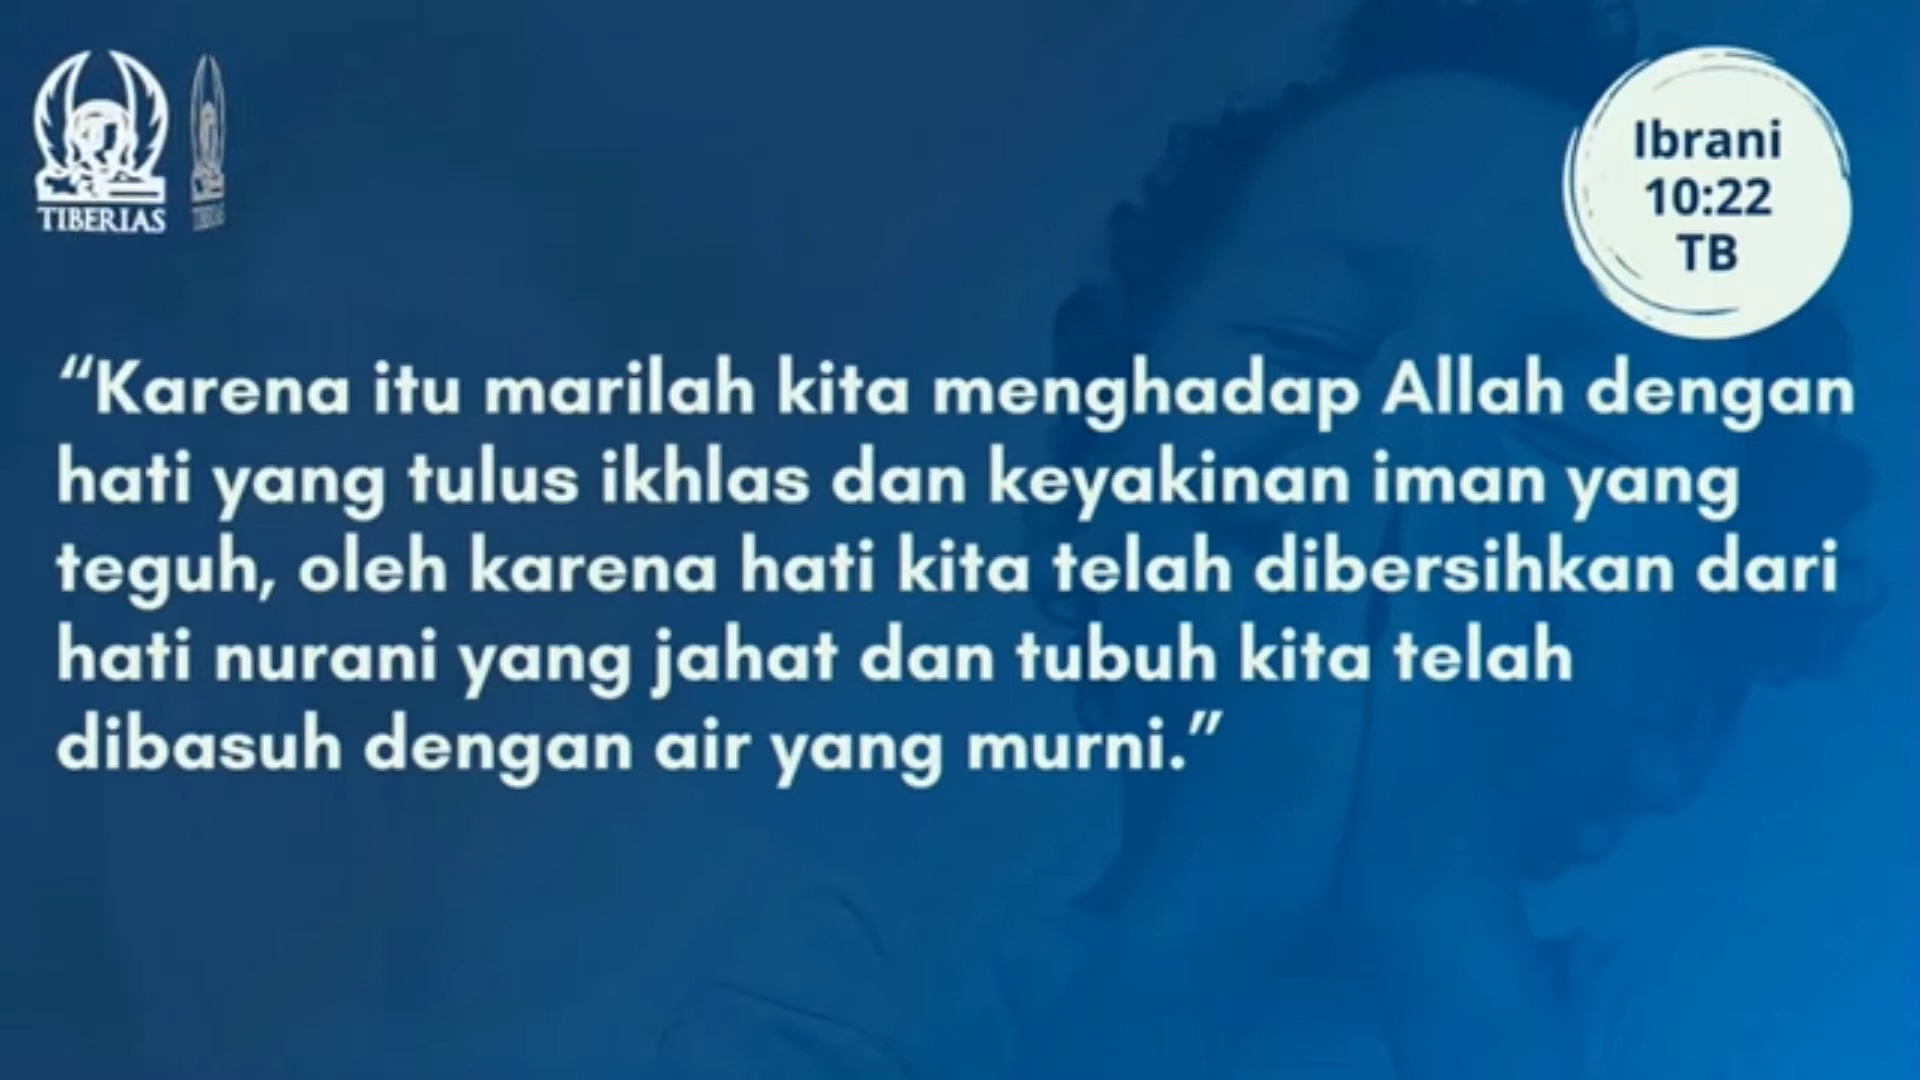 TIBERIAS
Ibrani
10:22
TB
“Karena itu marilah kita menghadap Allah dengan
hati yang tulus ikhlas dan keyakinan iman yang
teguh, oleh karena hati kita telah dibersihkan dari
hati nurani yang jahat dan tubuh kita telah
dibasuh dengan air yang murni.”